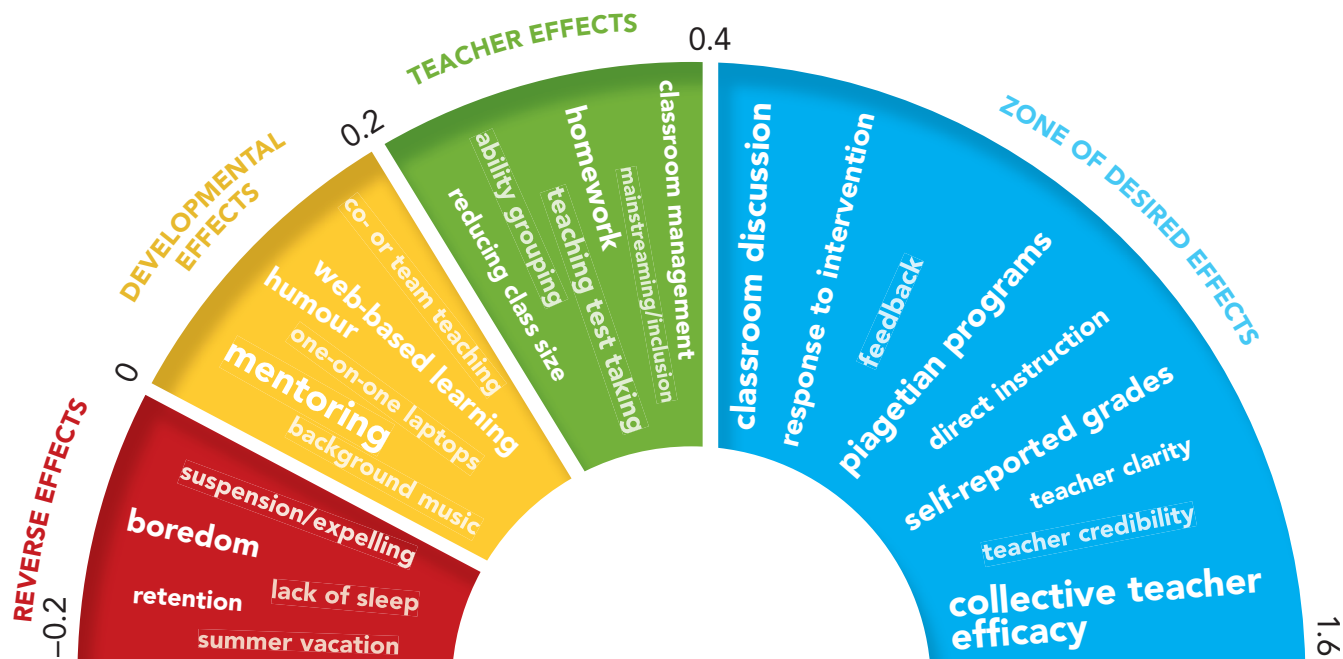 REVERSE EFFECTS
–0.2
suspension/expelling
boredom
lack of sleep
retention
summer vacation
0
DEVELOPMENTAL
EFFECTS
co- or team teaching
web-based learning
humour
one-on-one laptops
mentoring
background music
0.2
TEACHER EFFECTS
reducing class size
ability grouping
teaching test taking
homework
mainstreaming/inclusion
classroom management
0.4
ZONE OF DESIRED EFFECTS
classroom discussion
response to intervention
feedback
piagetian programs
direct instruction
self-reported grades
teacher clarity
teacher credibility
collective teacher
efficacy
1.6